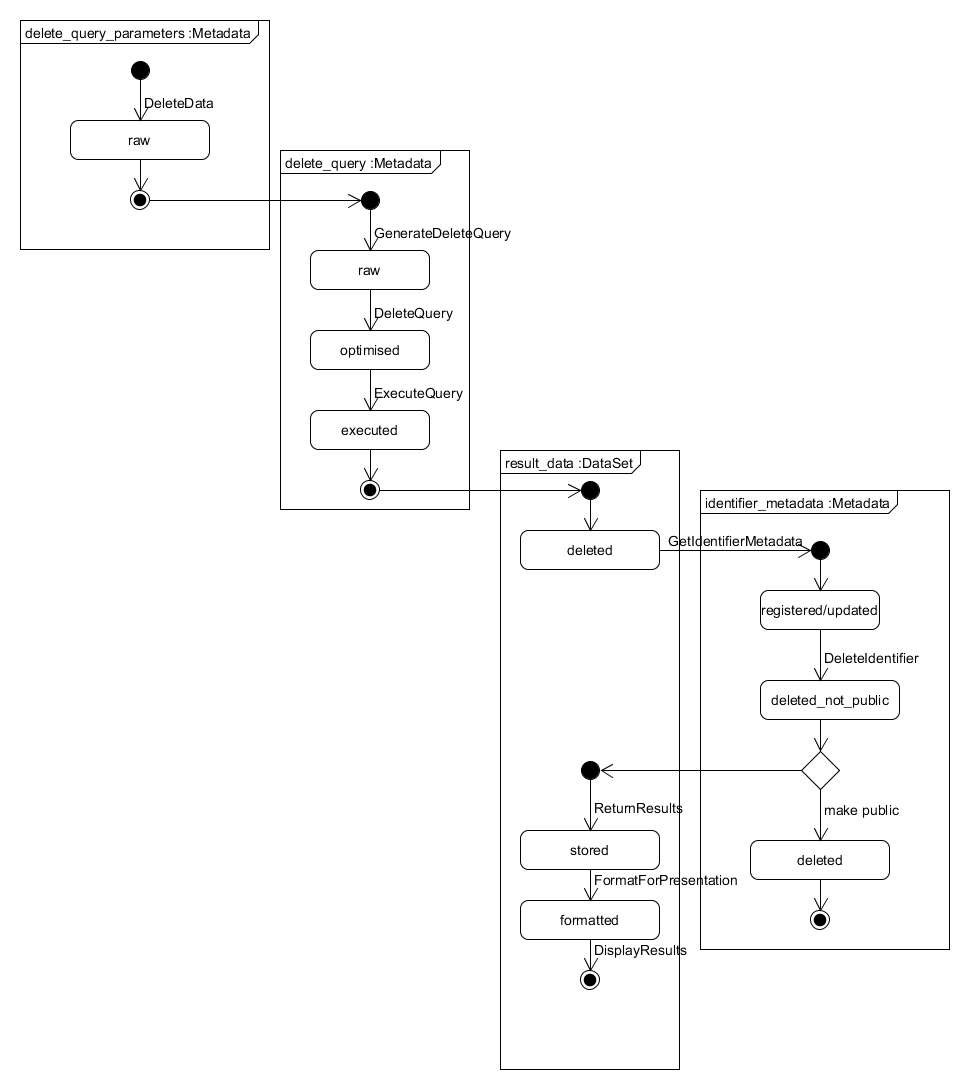 delete_query_parameters :Metadata
DeleteData
raw
delete_query :Metadata
GenerateDeleteQuery
raw
DeleteQuery
optimised
ExecuteQuery
executed
result_data :DataSet
deleted
GetIdentifierMetadata
identifier_metadata :Metadata
registered/updated
DeleteIdentifier
deleted_not_public
make public
deleted
ReturnResults
stored
FormatForPresentation
formatted
DisplayResults